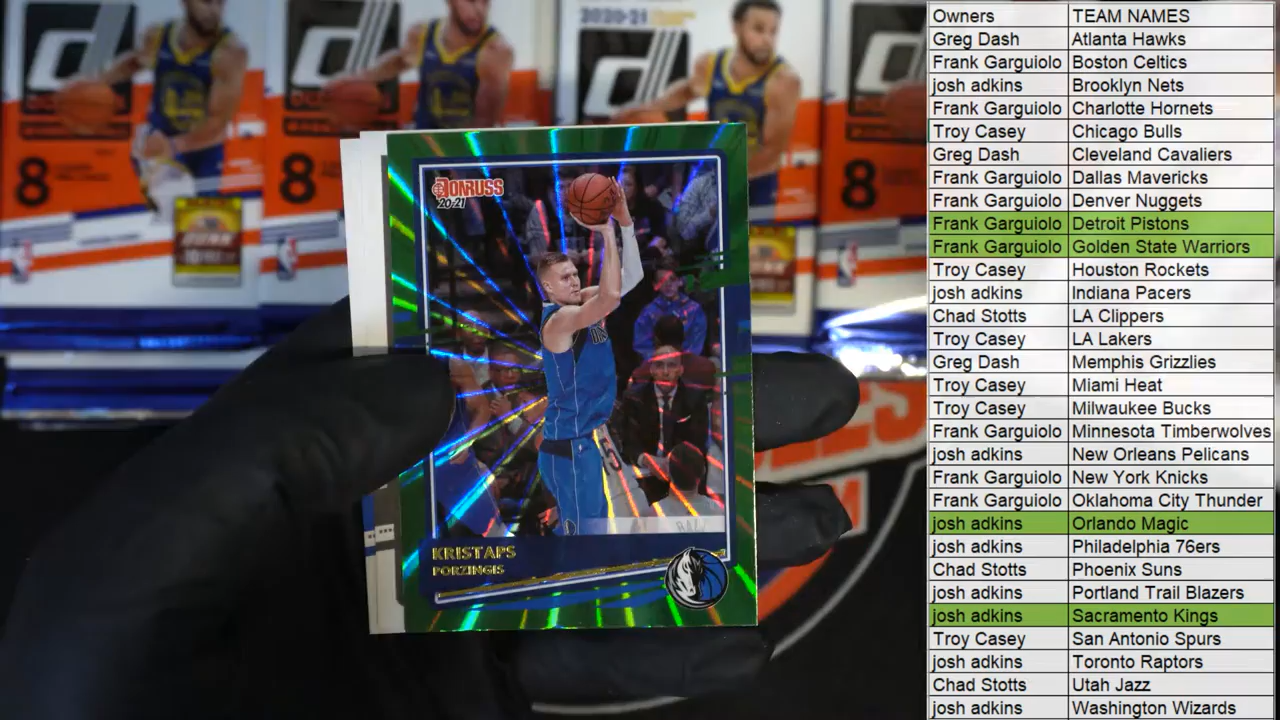 2020-21
8
8
8
DONRUSS
20-21
KRISTAPS
PORZINGIS
Owners TEAM NAMES
Greg Dash Atlanta Hawks
Frank Garguiolo Boston Celtics
josh adkins Brooklyn Nets
Frank Garguiolo Charlotte Hornets
Troy Casey Chicago Bulls
Greg Dash Cleveland Cavaliers
Frank Garguiolo Dallas Mavericks
Frank Garguiolo Denver Nuggets
Frank Garguiolo Detroit Pistons
Frank Garguiolo Golden State Warriors
Troy Casey Houston Rockets
josh adkins Indiana Pacers
Chad Stotts LA Clippers
Troy Casey LA Lakers
Greg Dash Memphis Grizzlies
Troy Casey Miami Heat
Troy Casey Milwaukee Bucks
Frank Garguiolo Minnesota Timberwolves
josh adkins New Orleans Pelicans
Frank Garguiolo New York Knicks
Frank Garguiolo Oklahoma City Thunder
josh adkins Orlando Magic
josh adkins Philadelphia 76ers
Chad Stotts Phoenix Suns
josh adkins Portland Trail Blazers
josh adkins Sacramento Kings
Troy Casey San Antonio Spurs
josh adkins Toronto Raptors
Chad Stotts Utah Jazz
josh adkins Washington Wizards